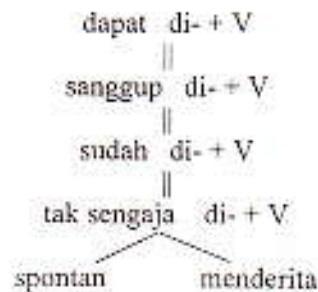 dapat di- + V
||
sanggup di- + V
||
sudah di- + V
||
tak sengaja di- + V
spontan menderita